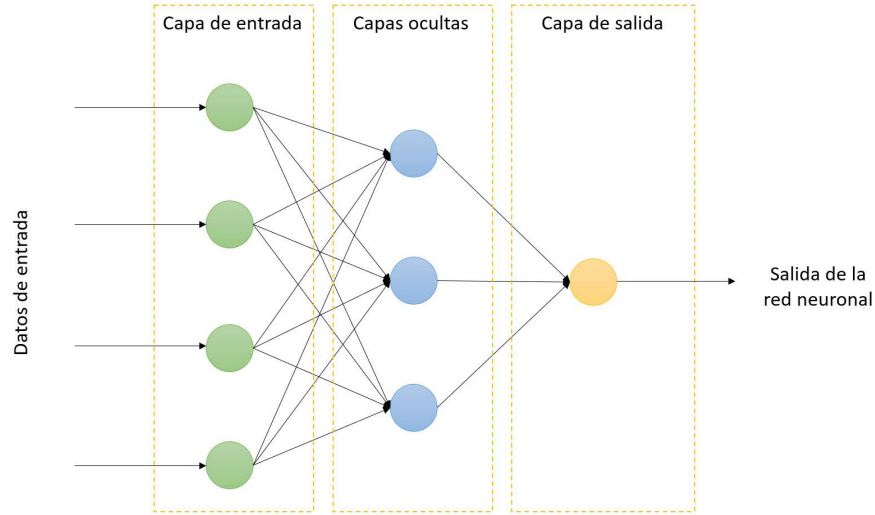 Capa de entrada
Capas ocultas
Capa de salida
Datos de entrada
Salida de la
red neuronal